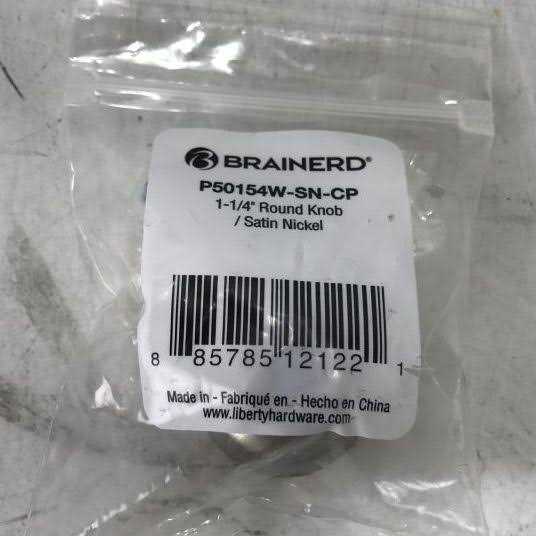 BRAINERD®
P50154W-SN-CP
1-1/4" Round Knob
/ Satin Nickel
8 85785 12122 1
Made in - Fabriqué en - Hecho en China
www.libertyhardware.com